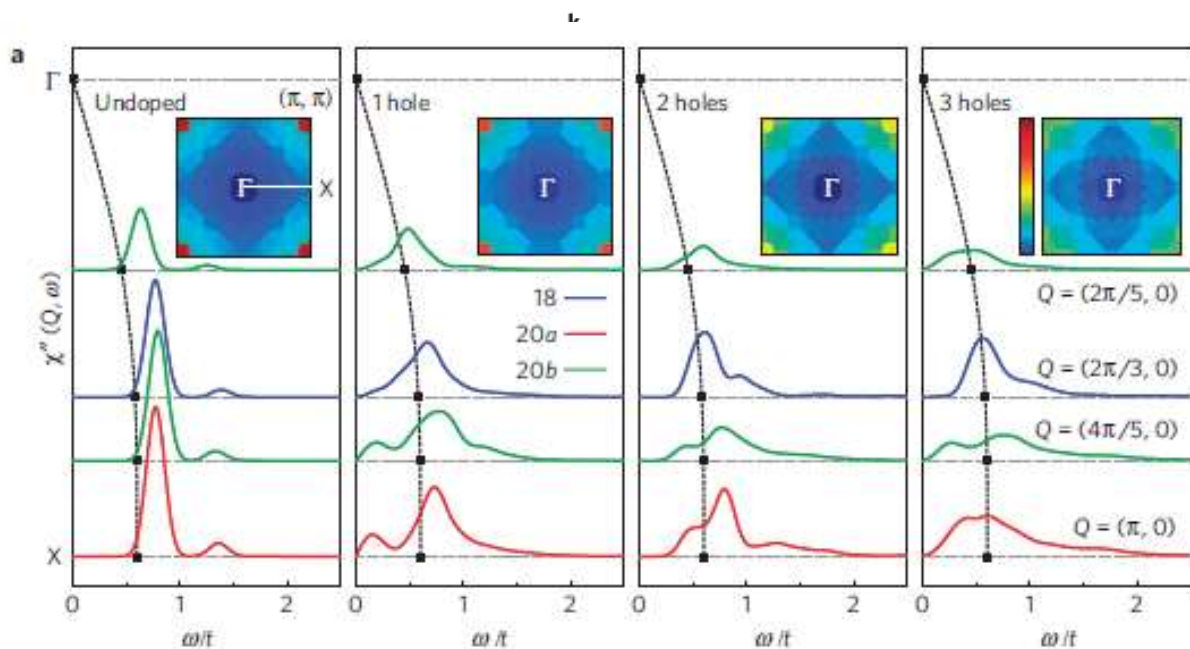 a
Γ
Undoped
(π, π)
1 hole
2 holes
3 holes
Γ
X
Γ
Γ
Γ
χ″ (Q, ω)
18
20a
20b
Q = (2π/5, 0)
Q = (2π/3, 0)
Q = (4π/5, 0)
Q = (π, 0)
X
0 1 2 0 1 2 0 1 2 0 1 2
ω/t ω/t ω/t ω/t